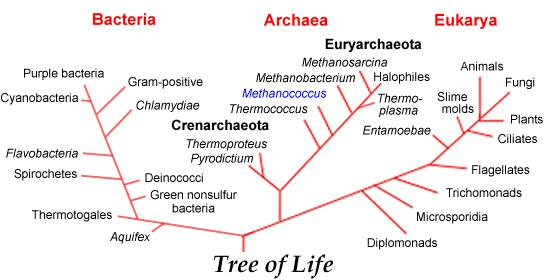 Bacteria
Archaea
Eukarya
Euryarchaeota
Methanosarcina
Methanobacterium
Halophiles
Methanococcus
Thermo-
plasma
Thermococcus
Crenarchaeota
Thermoproteus
Pyrodictium
Purple bacteria
Gram-positive
Cyanobacteria
Chlamydiae
Flavobacteria
Spirochetes
Deinococci
Green nonsulfur
bacteria
Thermotogales
Aquifex
Animals
Fungi
Slime
molds
Plants
Entamoebae
Ciliates
Flagellates
Trichomonads
Microsporidia
Diplomonads
Tree of Life